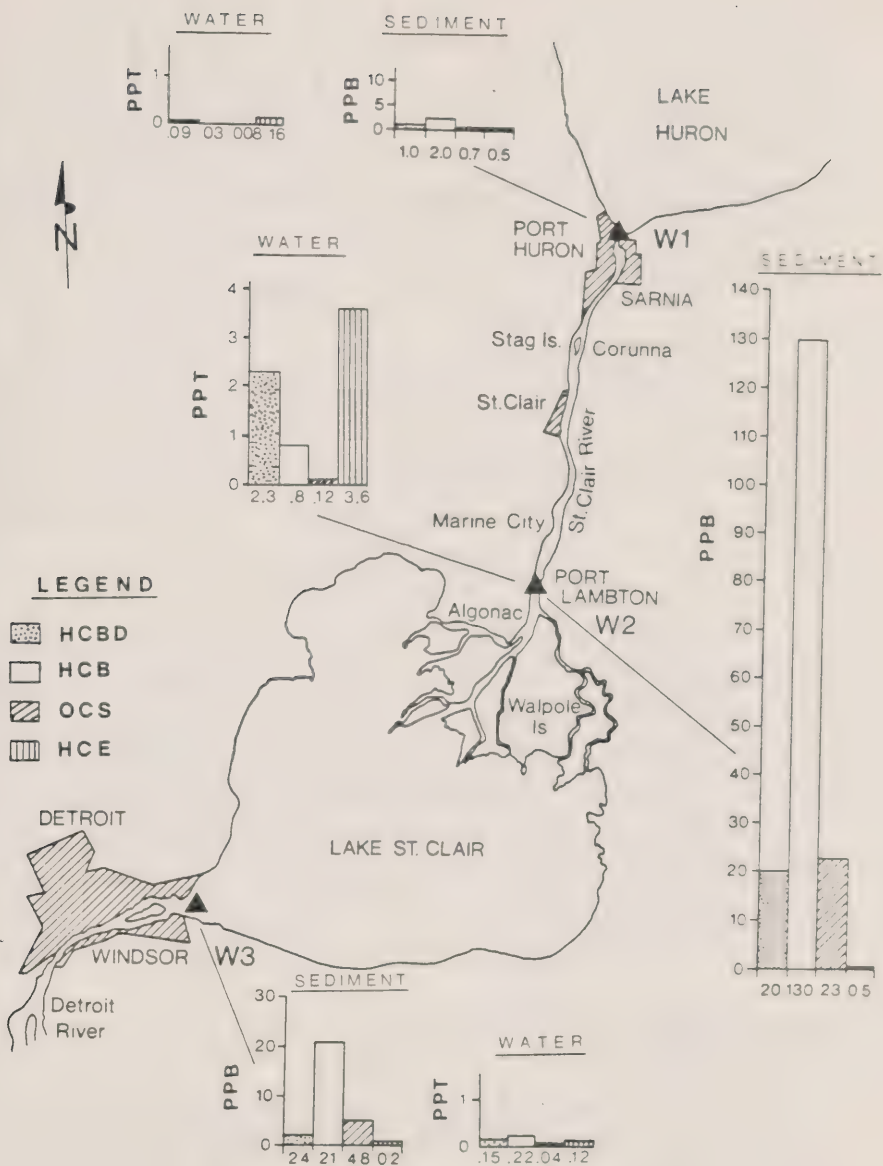 WATER
PPT
1
0
.09 .03 .008 .16
SEDIMENT
PPB
10
5
0
1.0 2.0 0.7 0.5
LAKE
HURON
N
PORT
HURON
W1
SARNIA
Stag Is.
Corunna
St. Clair
St. Clair River
Marine City
PORT
LAMBTON
W2
Algonac
Walpole
Is
WATER
PPT
4
3
2
1
0
2.3 .8 .12 3.6
SEDIMENT
PPB
140
130
120
110
100
90
80
70
60
50
40
30
20
10
0
20 130 23 0 5
LEGEND
HCBD
HCB
OCS
HCE
DETROIT
LAKE ST. CLAIR
WINDSOR
W3
Detroit
River
SEDIMENT
PPB
30
20
10
0
2 4 21 4 8 0 2
WATER
PPT
1
0
.15 .22 .04 .12